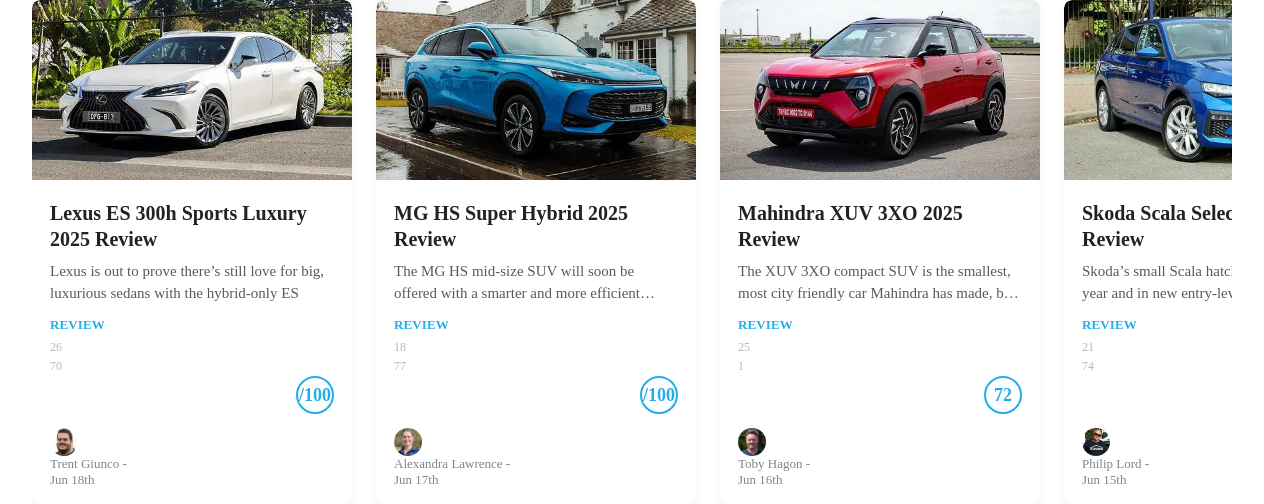 Lexus ES 300h Sports Luxury
2025 Review
Lexus is out to prove there’s still love for big,
luxurious sedans with the hybrid-only ES
REVIEW
26
70
/100
Trent Giunco -
Jun 18th
MG HS Super Hybrid 2025
Review
The MG HS mid-size SUV will soon be
offered with a smarter and more efficient…
REVIEW
18
77
/100
Alexandra Lawrence -
Jun 17th
Mahindra XUV 3XO 2025
Review
The XUV 3XO compact SUV is the smallest,
most city friendly car Mahindra has made, b…
REVIEW
25
1
72
Toby Hagon -
Jun 16th
Skoda Scala Selec
Review
Skoda’s small Scala hatc
year and in new entry-lev
REVIEW
21
74
Philip Lord -
Jun 15th